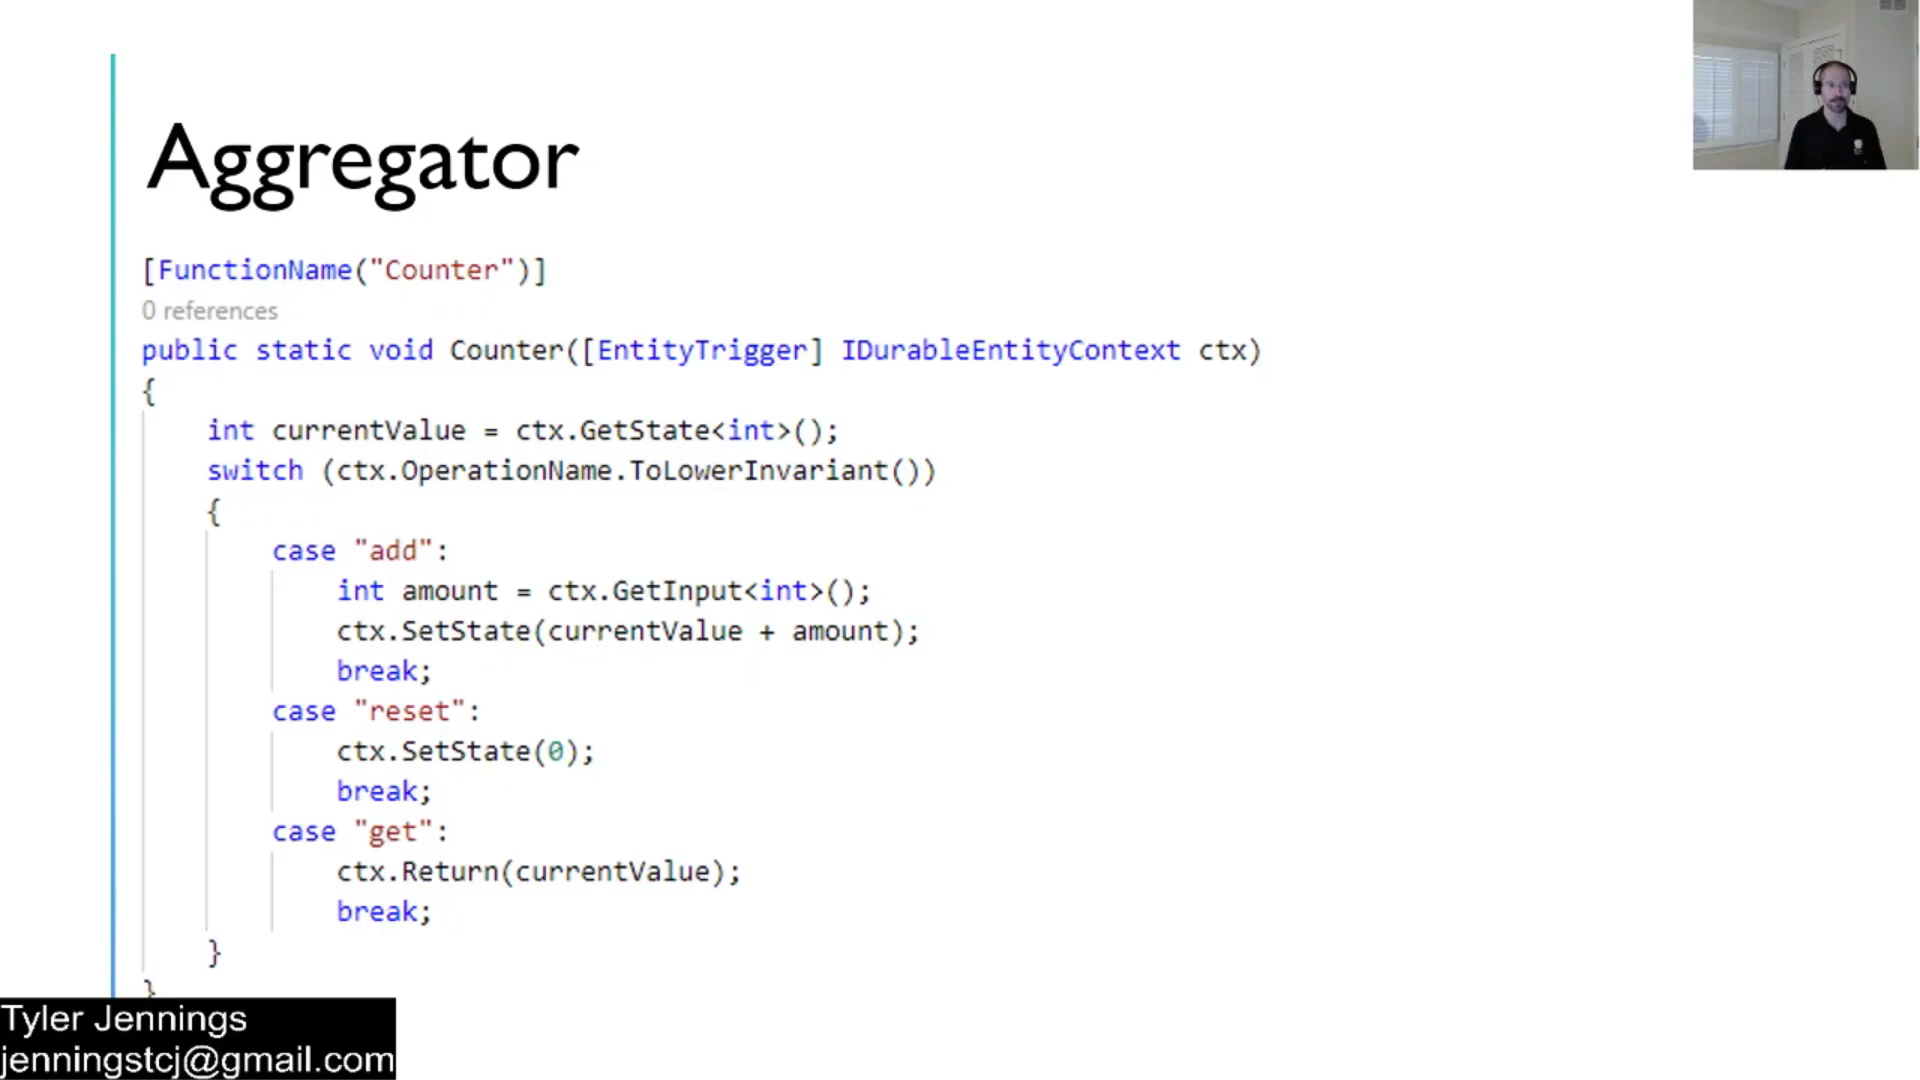 Aggregator
[FunctionName("Counter")]
0 references
public static void Counter([EntityTrigger] IDurableEntityContext ctx)
{
int currentValue = ctx.GetState<int>();
switch (ctx.OperationName.ToLowerInvariant())
{
case "add":
int amount = ctx.GetInput<int>();
ctx.SetState(currentValue + amount);
break;
case "reset":
ctx.SetState(0);
break;
case "get":
ctx.Return(currentValue);
break;
}
}
Tyler Jennings
jenningstcj@gmail.com